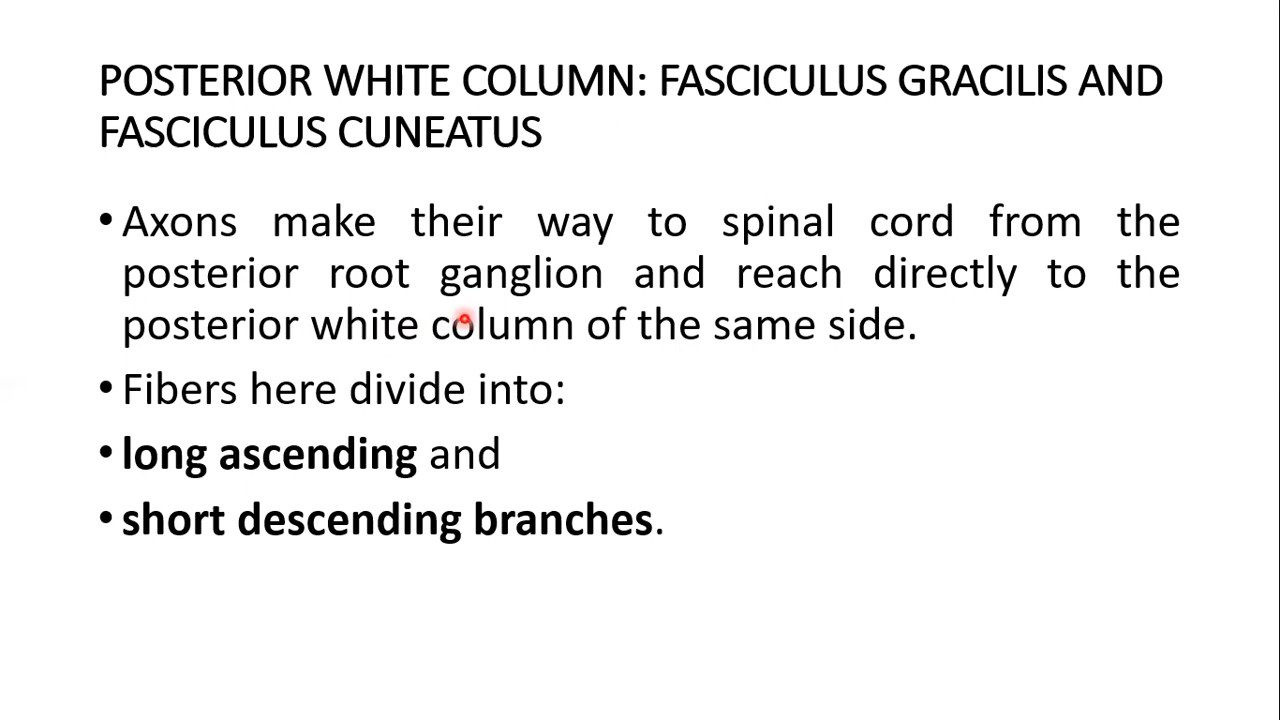 POSTERIOR WHITE COLUMN: FASCICULUS GRACILIS AND
FASCICULUS CUNEATUS
• Axons make their way to spinal cord from the
posterior root ganglion and reach directly to the
posterior white column of the same side.
• Fibers here divide into:
• long ascending and
• short descending branches.